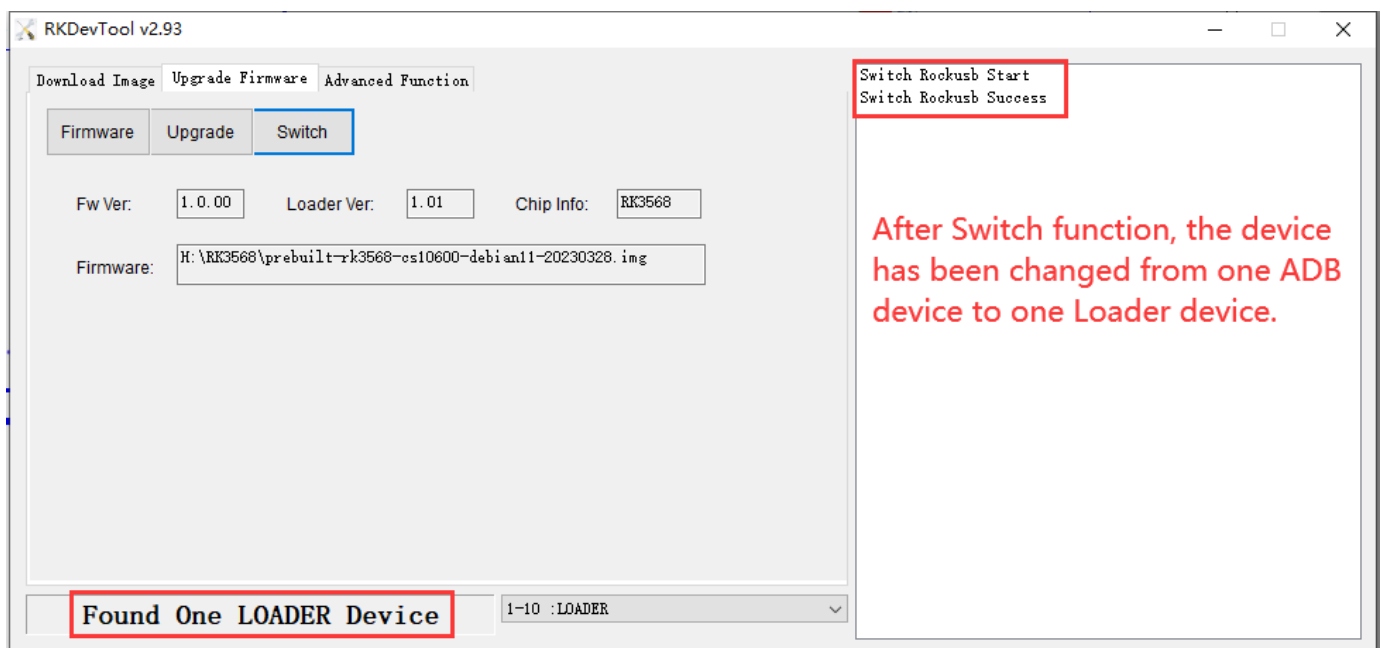 RKDevTool v2.93
Download Image Upgrade Firmware Advanced Function
Firmware Upgrade Switch
Fw Ver: 1.0.00 Loader Ver: 1.01 Chip Info: RK3568
Firmware: H:\RK3568\prebuilt-rk3568-cs10600-debian11-20230328.img
Found One LOADER Device 1-10 :LOADER
Switch Rockusb Start
Switch Rockusb Success
After Switch function, the device
has been changed from one ADB
device to one Loader device.